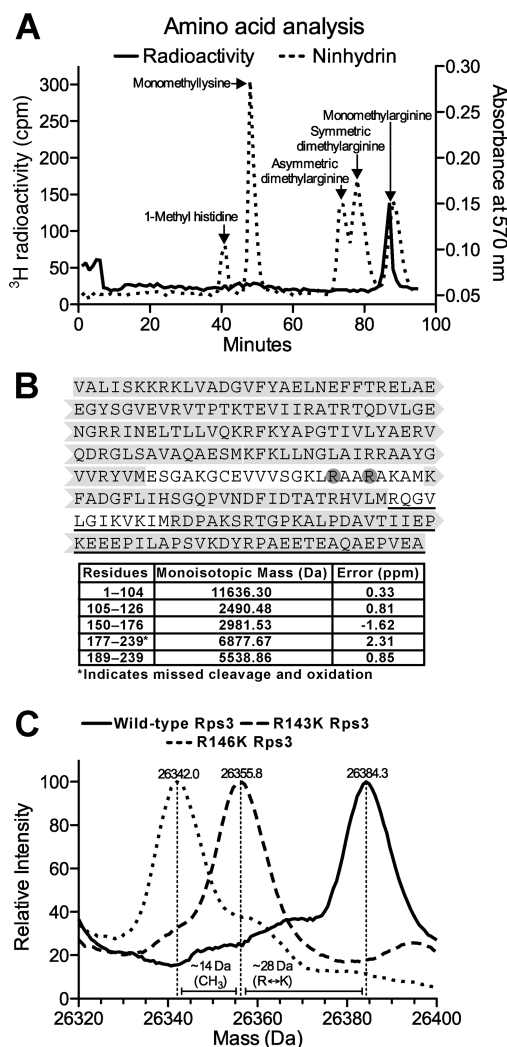 A
Amino acid analysis
Radioactivity
Ninhydrin
³H radioactivity (cpm)
300
250
200
150
100
50
0
0.30
0.25
0.20
0.15
0.10
0.05
Absorbance at 570 nm
Monomethyllysine
Monomethylarginine
Symmetric
dimethylarginine
Asymmetric
dimethylarginine
1-Methyl histidine
0 20 40 60 80 100
Minutes
B
VALISKKRKLVADGVFYAELNEFFTRELAE
EGYSGVEVRVTPTKTEVIIRATRTQDVLGE
NGRRINELTLLVQKRFKYAPGTIVLYAERV
QDRGLSAVAQAESMKFKLLNGLAIRRAAYG
VVRYVMESGAKGCEVVVSGKLRAARAKAMK
FADGFLIHSGQPVNDFIDTATRHVLMRQGV
LGIKVKIMRDPAKSRTGPKALPDAVTIIEP
KEEEPILAPSVKDYRPAEETEAQAEPVEA
Residues Monoisotopic Mass (Da) Error (ppm)
1–104 11636.30 0.33
105–126 2490.48 0.81
150–176 2981.53 -1.62
177–239* 6877.67 2.31
189–239 5538.86 0.85
*Indicates missed cleavage and oxidation
C
Wild-type Rps3
R143K Rps3
R146K Rps3
Relative Intensity
100
80
60
40
20
0
26342.0
26355.8
26384.3
~14 Da
(CH₃)
~28 Da
(R↔K)
26320 26340 26360 26380 26400
Mass (Da)